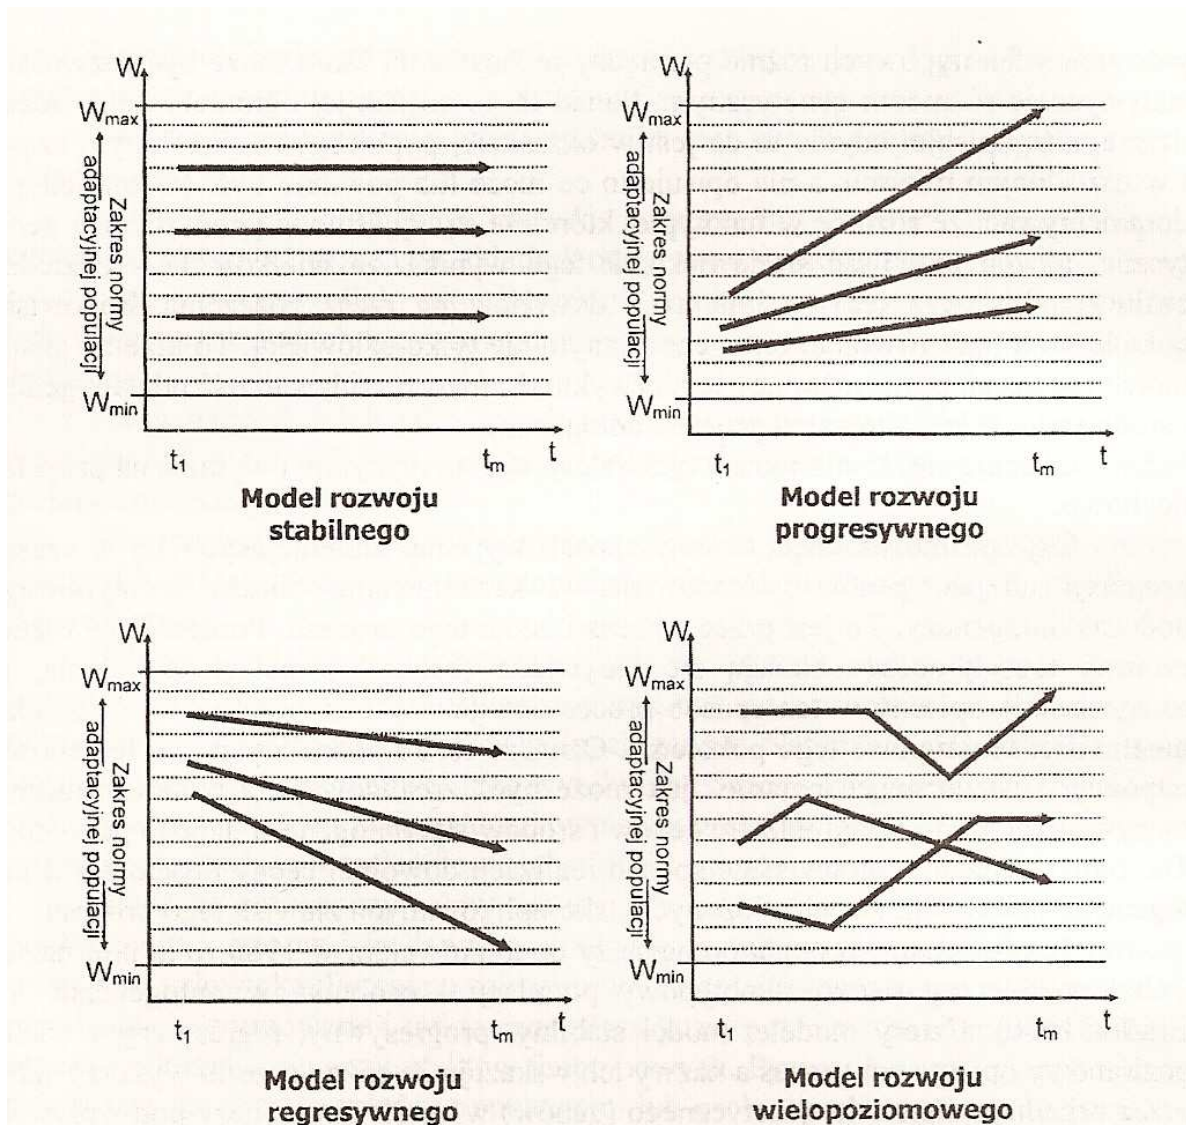 W
W
Wmax
Wmax
Zakres normy
adaptacyjnej populacji
Zakres normy
adaptacyjnej populacji
Wmin
Wmin
t1
tm
t
t1
tm
t
Model rozwoju
stabilnego
Model rozwoju
progresywnego
W
W
Wmax
Wmax
Zakres normy
adaptacyjnej populacji
Zakres normy
adaptacyjnej populacji
Wmin
Wmin
t1
tm
t
t1
tm
t
Model rozwoju
regresywnego
Model rozwoju
wielopoziomowego